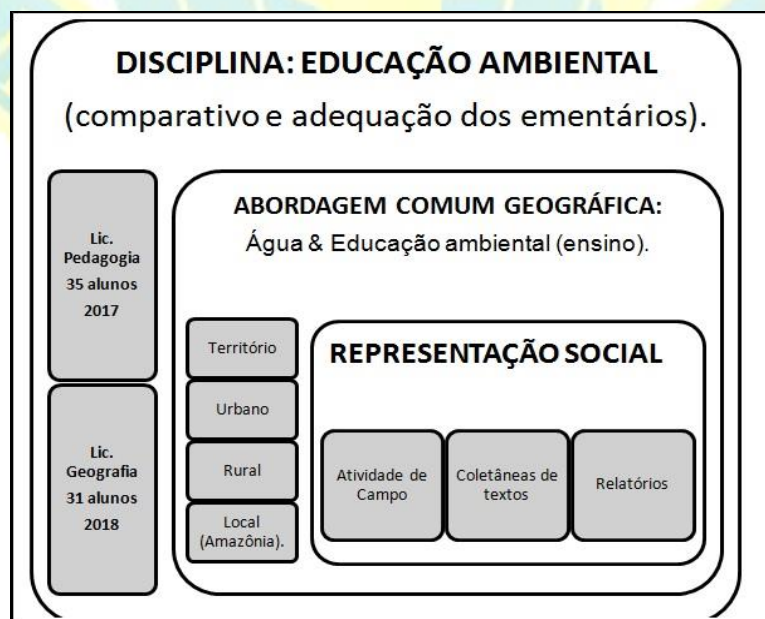 DISCIPLINA: EDUCAÇÃO AMBIENTAL
(comparativo e adequação dos ementários).
Lic.
Pedagogia
35 alunos
2017
Lic.
Geografia
31 alunos
2018
ABORDAGEM COMUM GEOGRÁFICA:
Água & Educação ambiental (ensino).
Território
Urbano
Rural
Local
(Amazônia).
REPRESENTAÇÃO SOCIAL
Atividade de
Campo
Coletâneas de
textos
Relatórios